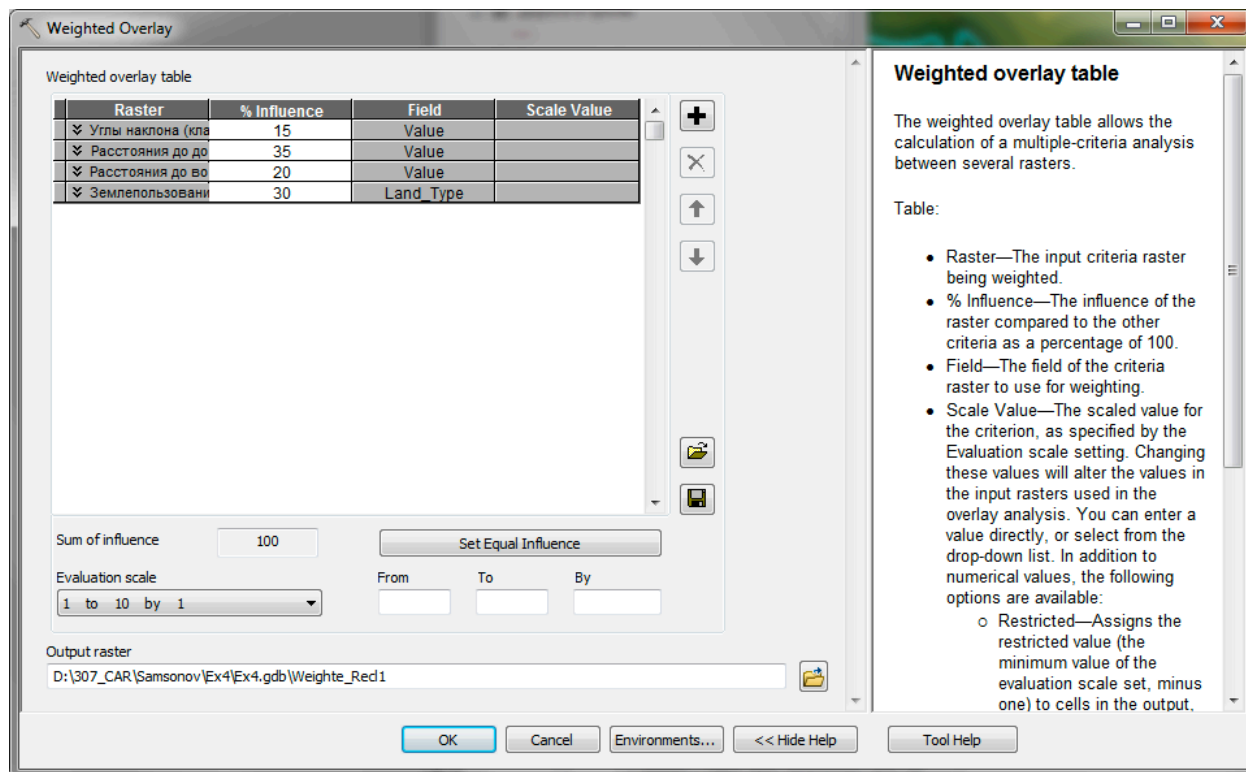 Weighted Overlay
Weighted overlay table
Raster % Influence Field Scale Value
Углы наклона (кла 15 Value
Расстояния до до 35 Value
Расстояния до во 20 Value
Землепользовани 30 Land_Type
Sum of influence 100 Set Equal Influence
Evaluation scale From To By
1 to 10 by 1
Output raster
D:\307_CAR\Samsonov\Ex4\Ex4.gdb\Weighte_Recl1
OK Cancel Environments... << Hide Help Tool Help
Weighted overlay table
The weighted overlay table allows the
calculation of a multiple-criteria analysis
between several rasters.
Table:
• Raster—The input criteria raster
being weighted.
• % Influence—The influence of the
raster compared to the other
criteria as a percentage of 100.
• Field—The field of the criteria
raster to use for weighting.
• Scale Value—The scaled value for
the criterion, as specified by the
Evaluation scale setting. Changing
these values will alter the values in
the input rasters used in the
overlay analysis. You can enter a
value directly, or select from the
drop-down list. In addition to
numerical values, the following
options are available:
o Restricted—Assigns the
restricted value (the
minimum value of the
evaluation scale set, minus
one) to cells in the output,